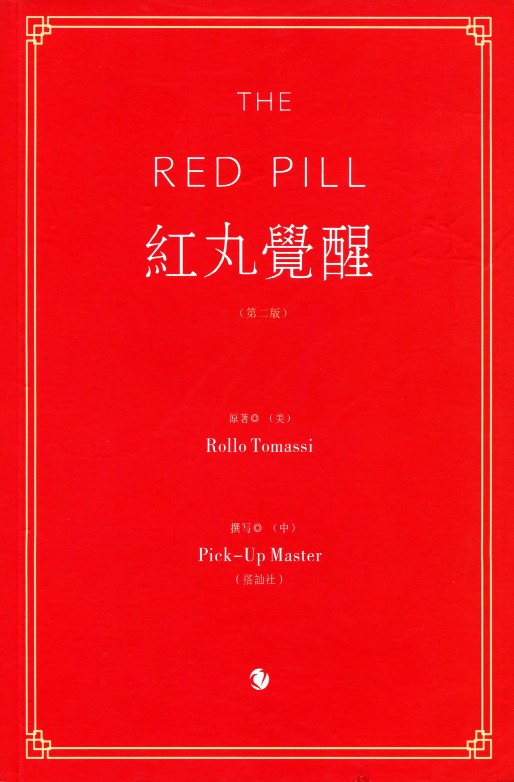 THE
RED PILL
紅丸覺醒
（第二版）
原著◎ （美）
Rollo Tomassi
撰写◎ （中）
Pick-Up Master
（搭訕社）